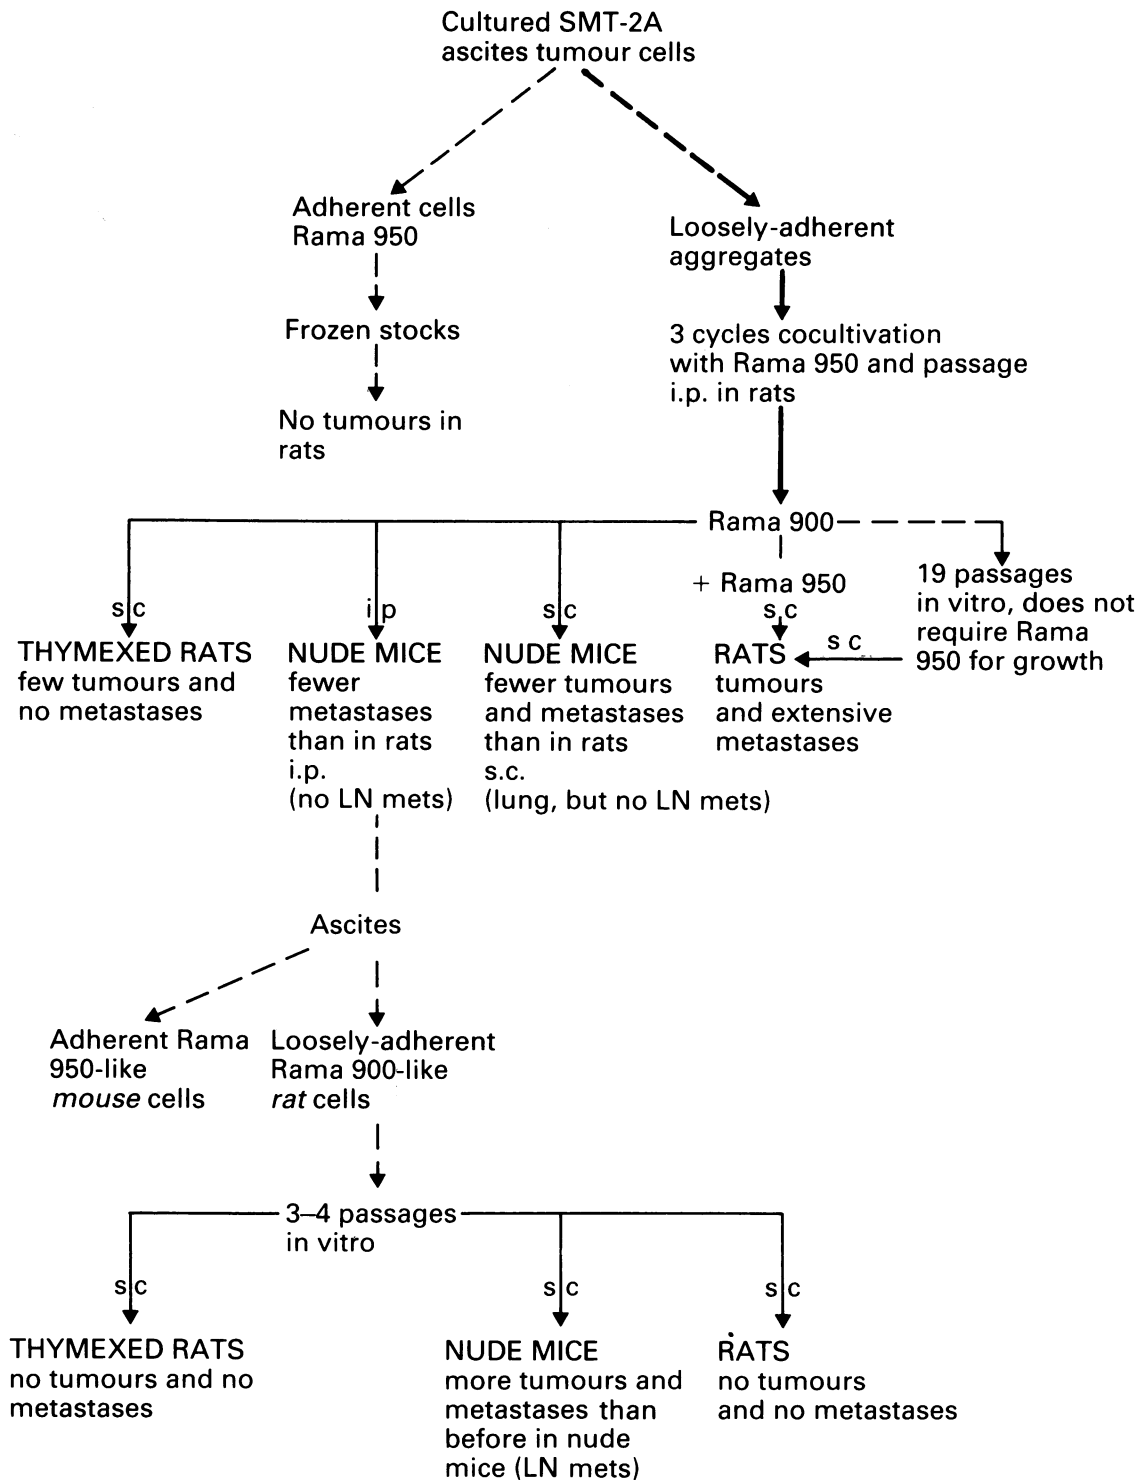 Cultured SMT-2A
ascites tumour cells
Adherent cells
Rama 950
Loosely-adherent
aggregates
Frozen stocks
3 cycles cocultivation
with Rama 950 and passage
i.p. in rats
No tumours in
rats
Rama 900
+ Rama 950
19 passages
in vitro, does not
require Rama
950 for growth
s c
i p
s c
s c
s c
THYMEXED RATS
few tumours and
no metastases
NUDE MICE
fewer
metastases
than in rats
i.p.
(no LN mets)
NUDE MICE
fewer tumours
and metastases
than in rats
s.c.
(lung, but no LN mets)
RATS
tumours
and extensive
metastases
Ascites
Adherent Rama
950-like
mouse cells
Loosely-adherent
Rama 900-like
rat cells
3–4 passages
in vitro
s c
s c
s c
THYMEXED RATS
no tumours and no
metastases
NUDE MICE
more tumours and
metastases than
before in nude
mice (LN mets)
RATS
no tumours
and no metastases